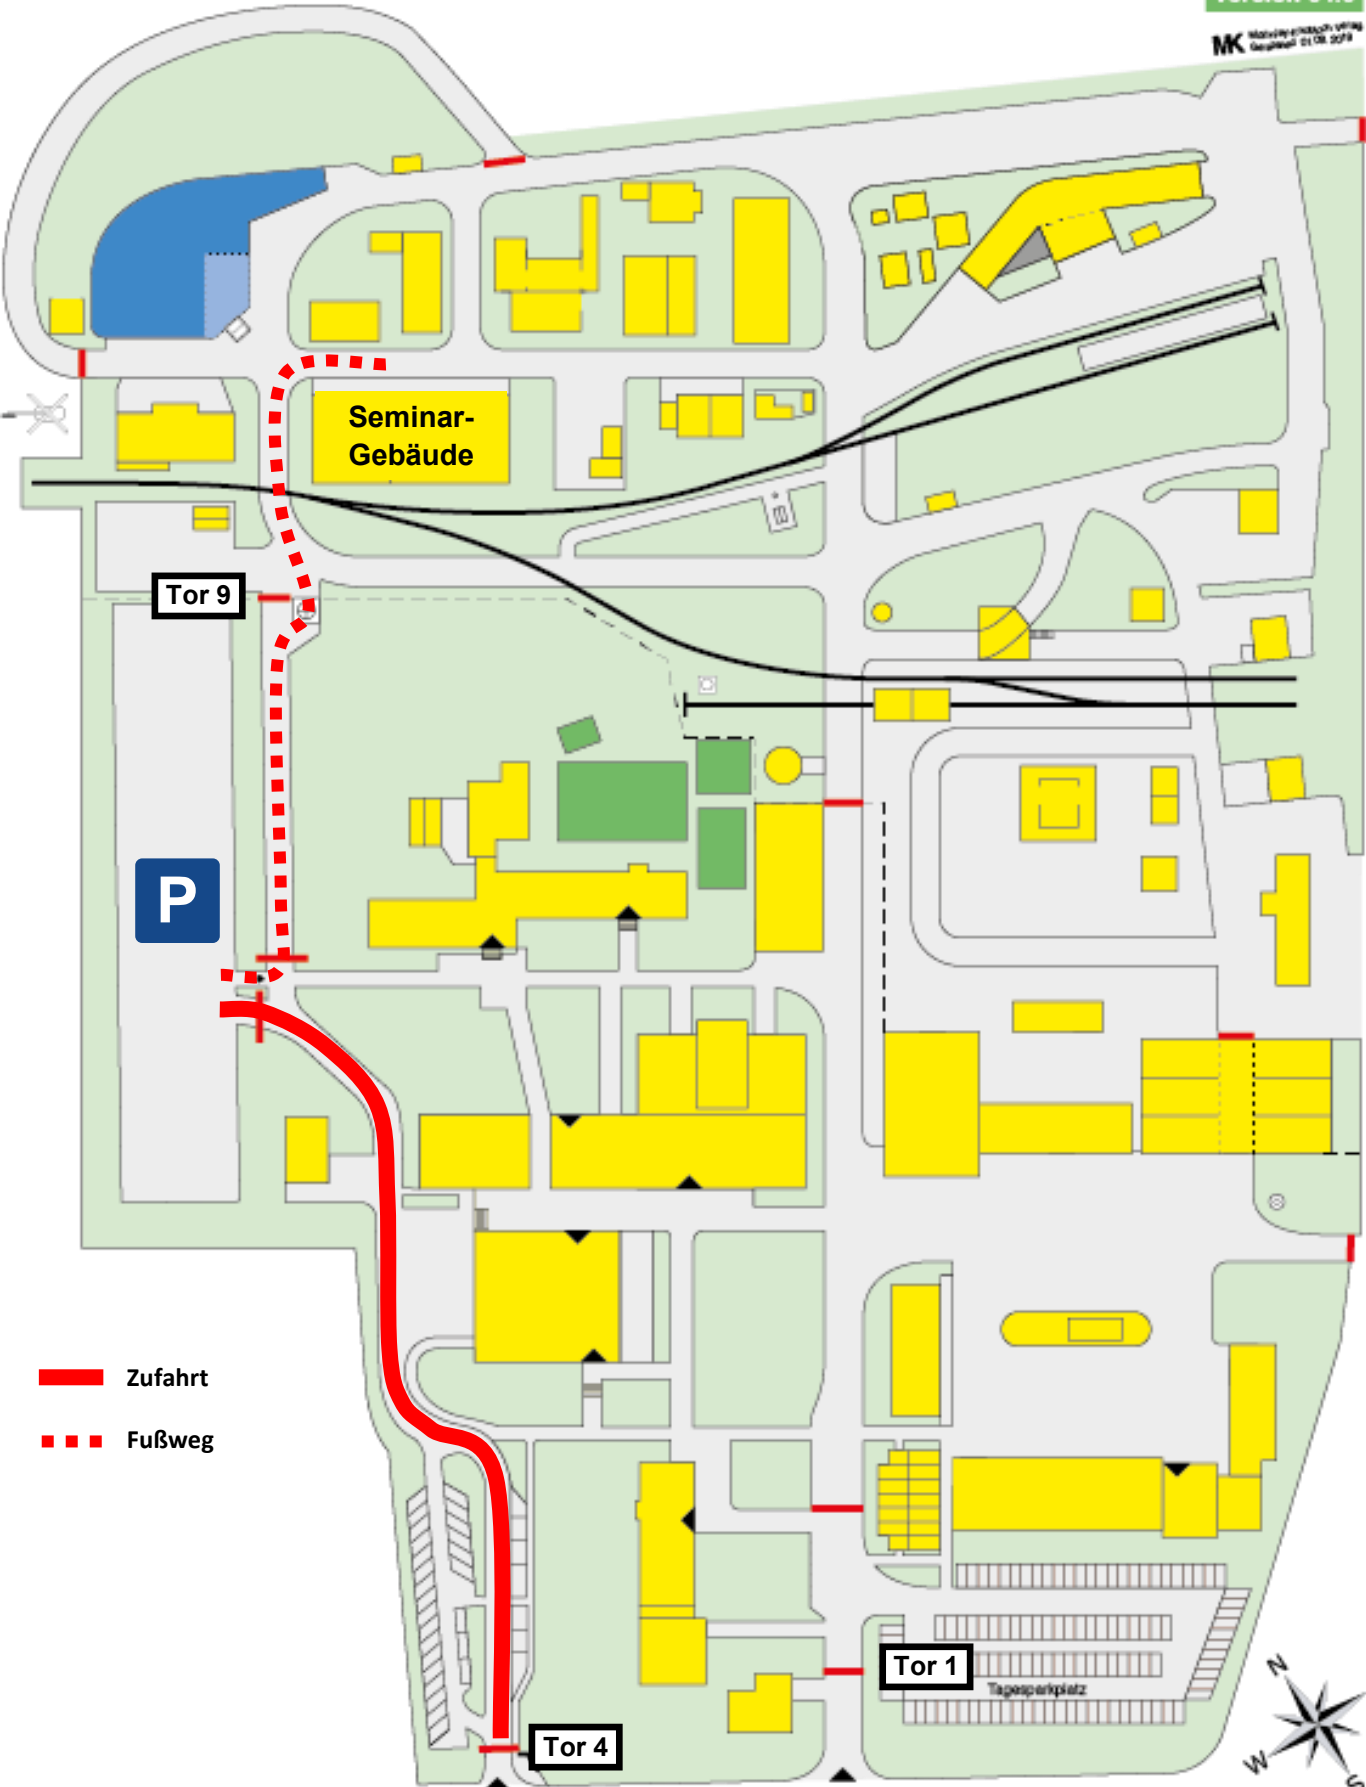 MK
Seminar-
Gebäude
Tor 9
P
Zufahrt
Fußweg
Tor 1
Tagesparkplatz
Tor 4
N
W
S